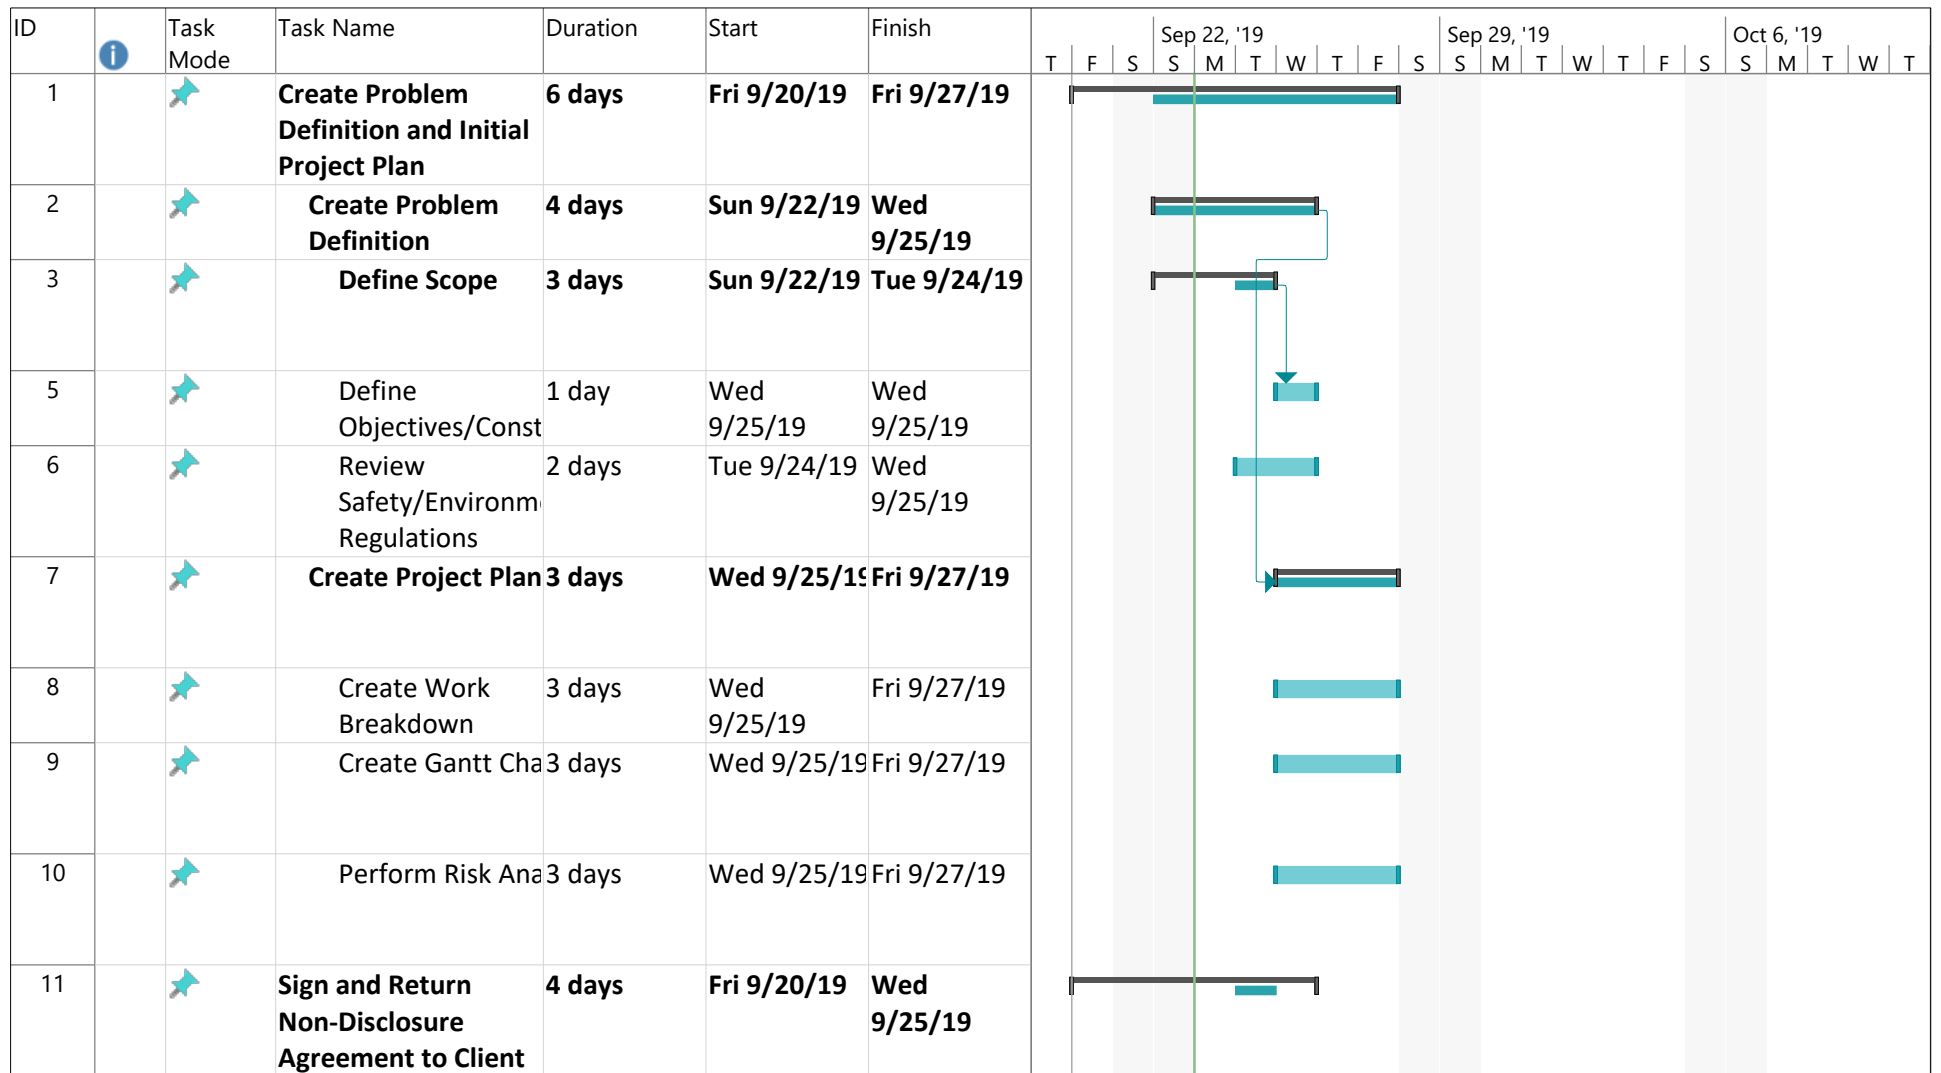 ID Task Mode Task Name Duration Start Finish
Sep 22, '19 Sep 29, '19 Oct 6, '19
T F S S M T W T F S S M T W T F S S M T W T
1 Create Problem 6 days Fri 9/20/19 Fri 9/27/19
Definition and Initial
Project Plan
2 Create Problem 4 days Sun 9/22/19 Wed
Definition 9/25/19
3 Define Scope 3 days Sun 9/22/19 Tue 9/24/19
5 Define 1 day Wed Wed
Objectives/Const 9/25/19 9/25/19
6 Review 2 days Tue 9/24/19 Wed
Safety/Environm 9/25/19
Regulations
7 Create Project Plan 3 days Wed 9/25/19 Fri 9/27/19
8 Create Work 3 days Wed Fri 9/27/19
Breakdown 9/25/19
9 Create Gantt Cha 3 days Wed 9/25/19 Fri 9/27/19
10 Perform Risk Ana 3 days Wed 9/25/19 Fri 9/27/19
11 Sign and Return 4 days Fri 9/20/19 Wed
Non-Disclosure 9/25/19
Agreement to Client